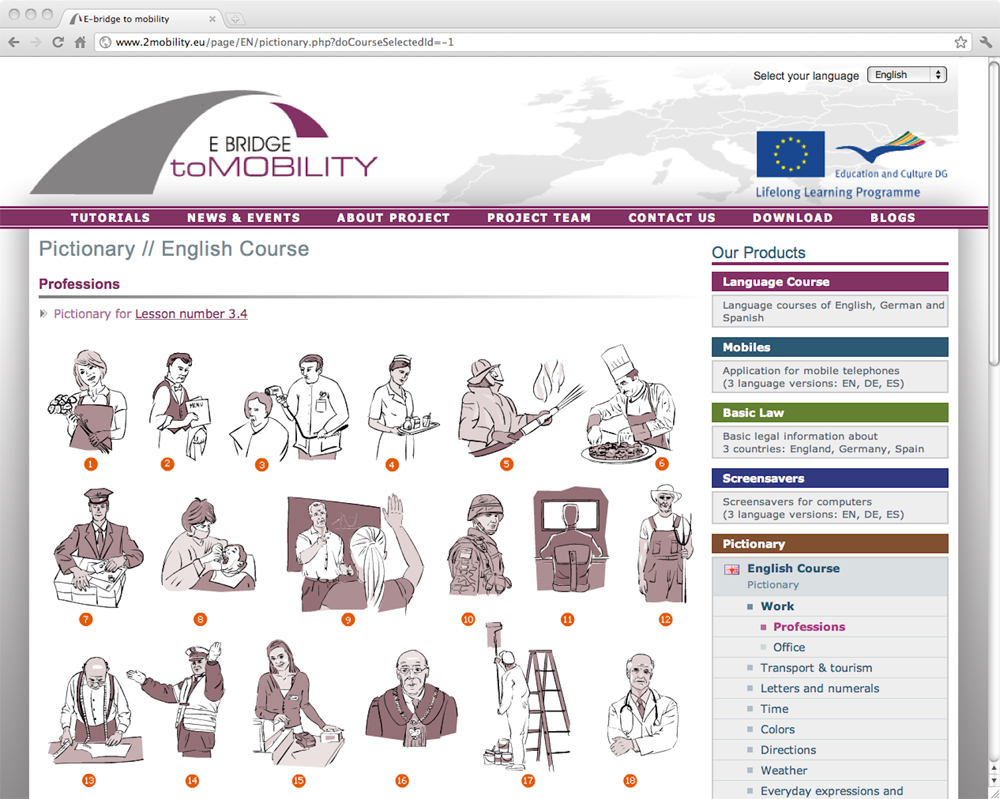 E-bridge to mobility
www.2mobility.eu/page/EN/pictionary.php?doCourseSelectedId=-1
Select your language English
E BRIDGE
toMOBILITY
Education and Culture DG
Lifelong Learning Programme
TUTORIALS NEWS & EVENTS ABOUT PROJECT PROJECT TEAM CONTACT US DOWNLOAD BLOGS
Pictionary // English Course
Professions
Pictionary for Lesson number 3.4
MENU
1 2 3 4 5 6
7 8 9 10 11 12
13 14 15 16 17 18
Our Products
Language Course
Language courses of English, German and
Spanish
Mobiles
Application for mobile telephones
(3 language versions: EN, DE, ES)
Basic Law
Basic legal information about
3 countries: England, Germany, Spain
Screensavers
Screensavers for computers
(3 language versions: EN, DE, ES)
Pictionary
English Course
Pictionary
Work
Professions
Office
Transport & tourism
Letters and numerals
Time
Colors
Directions
Weather
Everyday expressions and